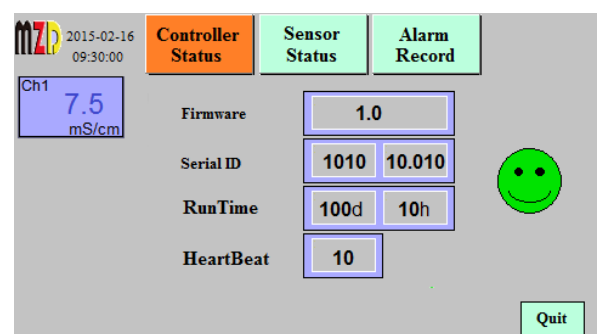 MZD 2015-02-16
09:30:00
Controller
Status
Sensor
Status
Alarm
Record
Ch1
7.5
mS/cm
Firmware 1.0
Serial ID 1010 10.010
RunTime 100d 10h
HeartBeat 10
Quit